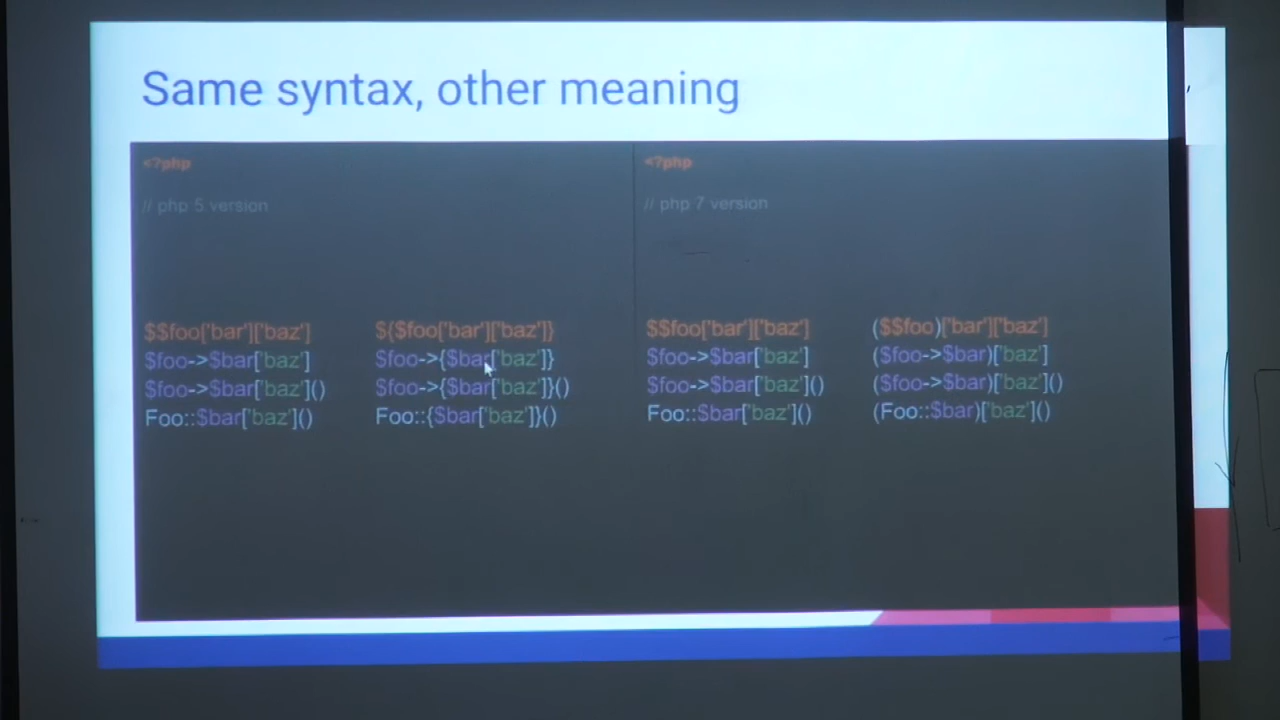 Same syntax, other meaning
<?php
// php 5 version
$$foo['bar']['baz'] ${$foo['bar']['baz']}
$foo->$bar['baz'] $foo->{$bar['baz']}
$foo->$bar['baz']() $foo->{$bar['baz']}()
Foo::$bar['baz']() Foo::{$bar['baz']}()
<?php
// php 7 version
$$foo['bar']['baz'] ($$foo)['bar']['baz']
$foo->$bar['baz'] ($foo->$bar)['baz']
$foo->$bar['baz']() ($foo->$bar)['baz']()
Foo::$bar['baz']() (Foo::$bar)['baz']()